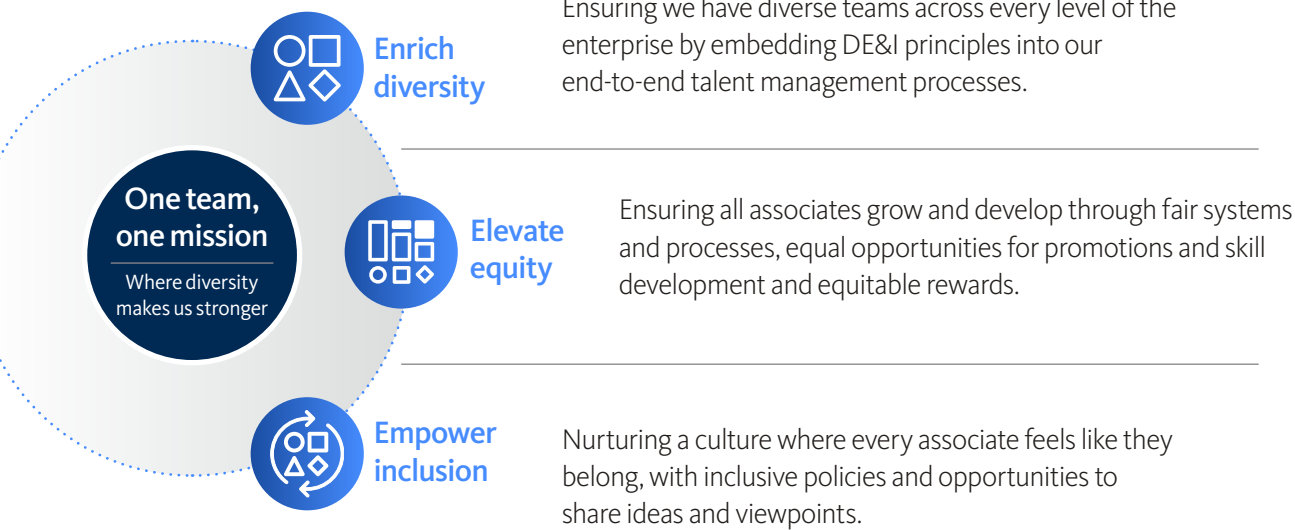 Ensuring we have diverse teams across every level of the
Enrich
diversity
enterprise by embedding DE&I principles into our
end-to-end talent management processes.
One team,
one mission
Where diversity
makes us stronger
Elevate
equity
Ensuring all associates grow and develop through fair systems
and processes, equal opportunities for promotions and skill
development and equitable rewards.
Empower
inclusion
Nurturing a culture where every associate feels like they
belong, with inclusive policies and opportunities to
share ideas and viewpoints.